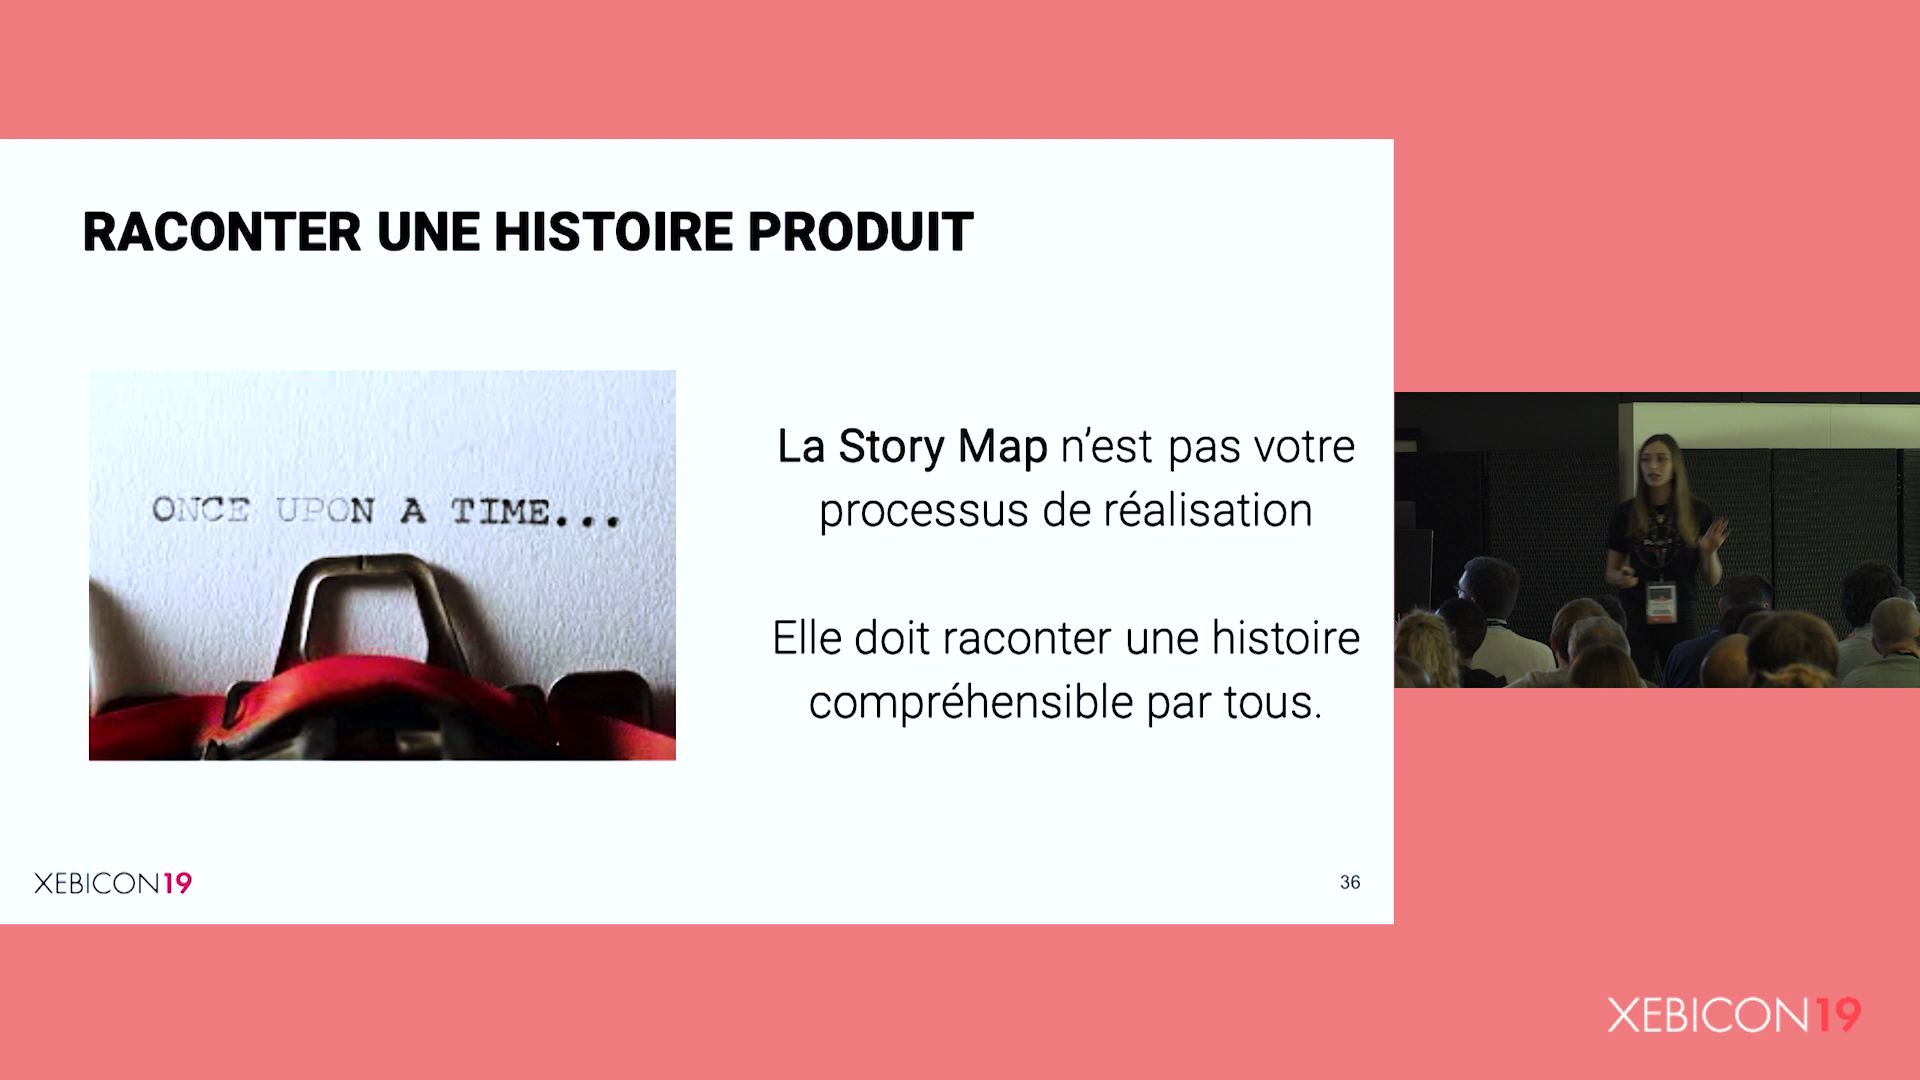 RACONTER UNE HISTOIRE PRODUIT
ONCE UPON A TIME...
La Story Map n’est pas votre
processus de réalisation
Elle doit raconter une histoire
compréhensible par tous.
XEBICON19
36
XEBICON19